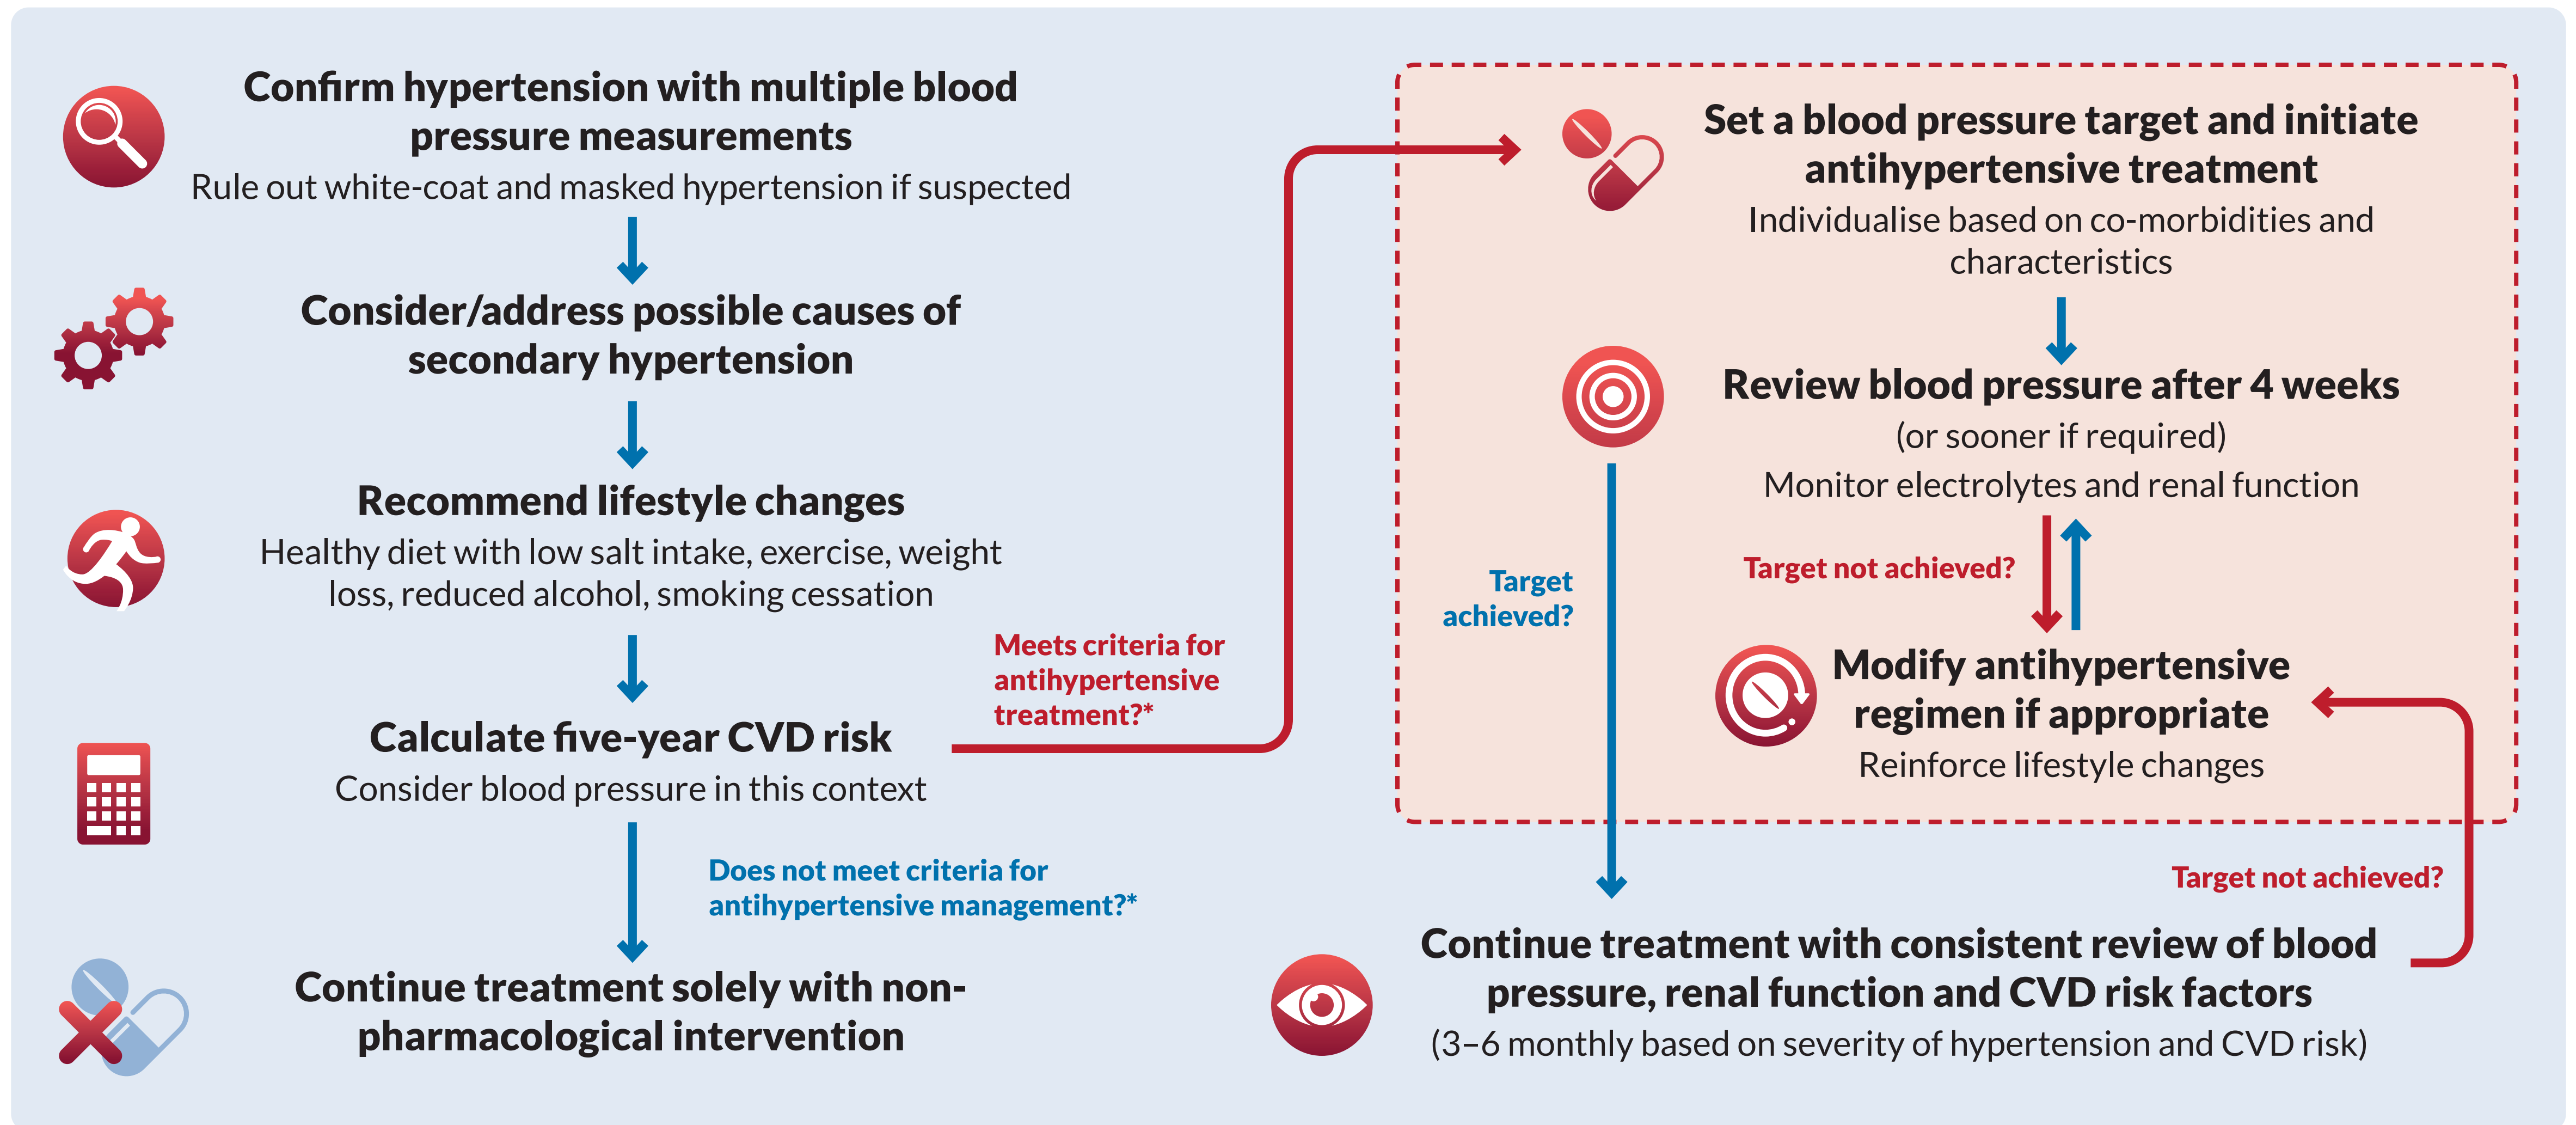 Confirm hypertension with multiple blood
pressure measurements
Rule out white-coat and masked hypertension if suspected
Consider/address possible causes of
secondary hypertension
Recommend lifestyle changes
Healthy diet with low salt intake, exercise, weight
loss, reduced alcohol, smoking cessation
Meets criteria for
antihypertensive
treatment?*
Calculate five-year CVD risk
Consider blood pressure in this context
Does not meet criteria for
antihypertensive management?*
Continue treatment solely with non-
pharmacological intervention
Set a blood pressure target and initiate
antihypertensive treatment
Individualise based on co-morbidities and
characteristics
Review blood pressure after 4 weeks
(or sooner if required)
Monitor electrolytes and renal function
Target not achieved?
Target
achieved?
Modify antihypertensive
regimen if appropriate
Reinforce lifestyle changes
Target not achieved?
Continue treatment with consistent review of blood
pressure, renal function and CVD risk factors
(3–6 monthly based on severity of hypertension and CVD risk)